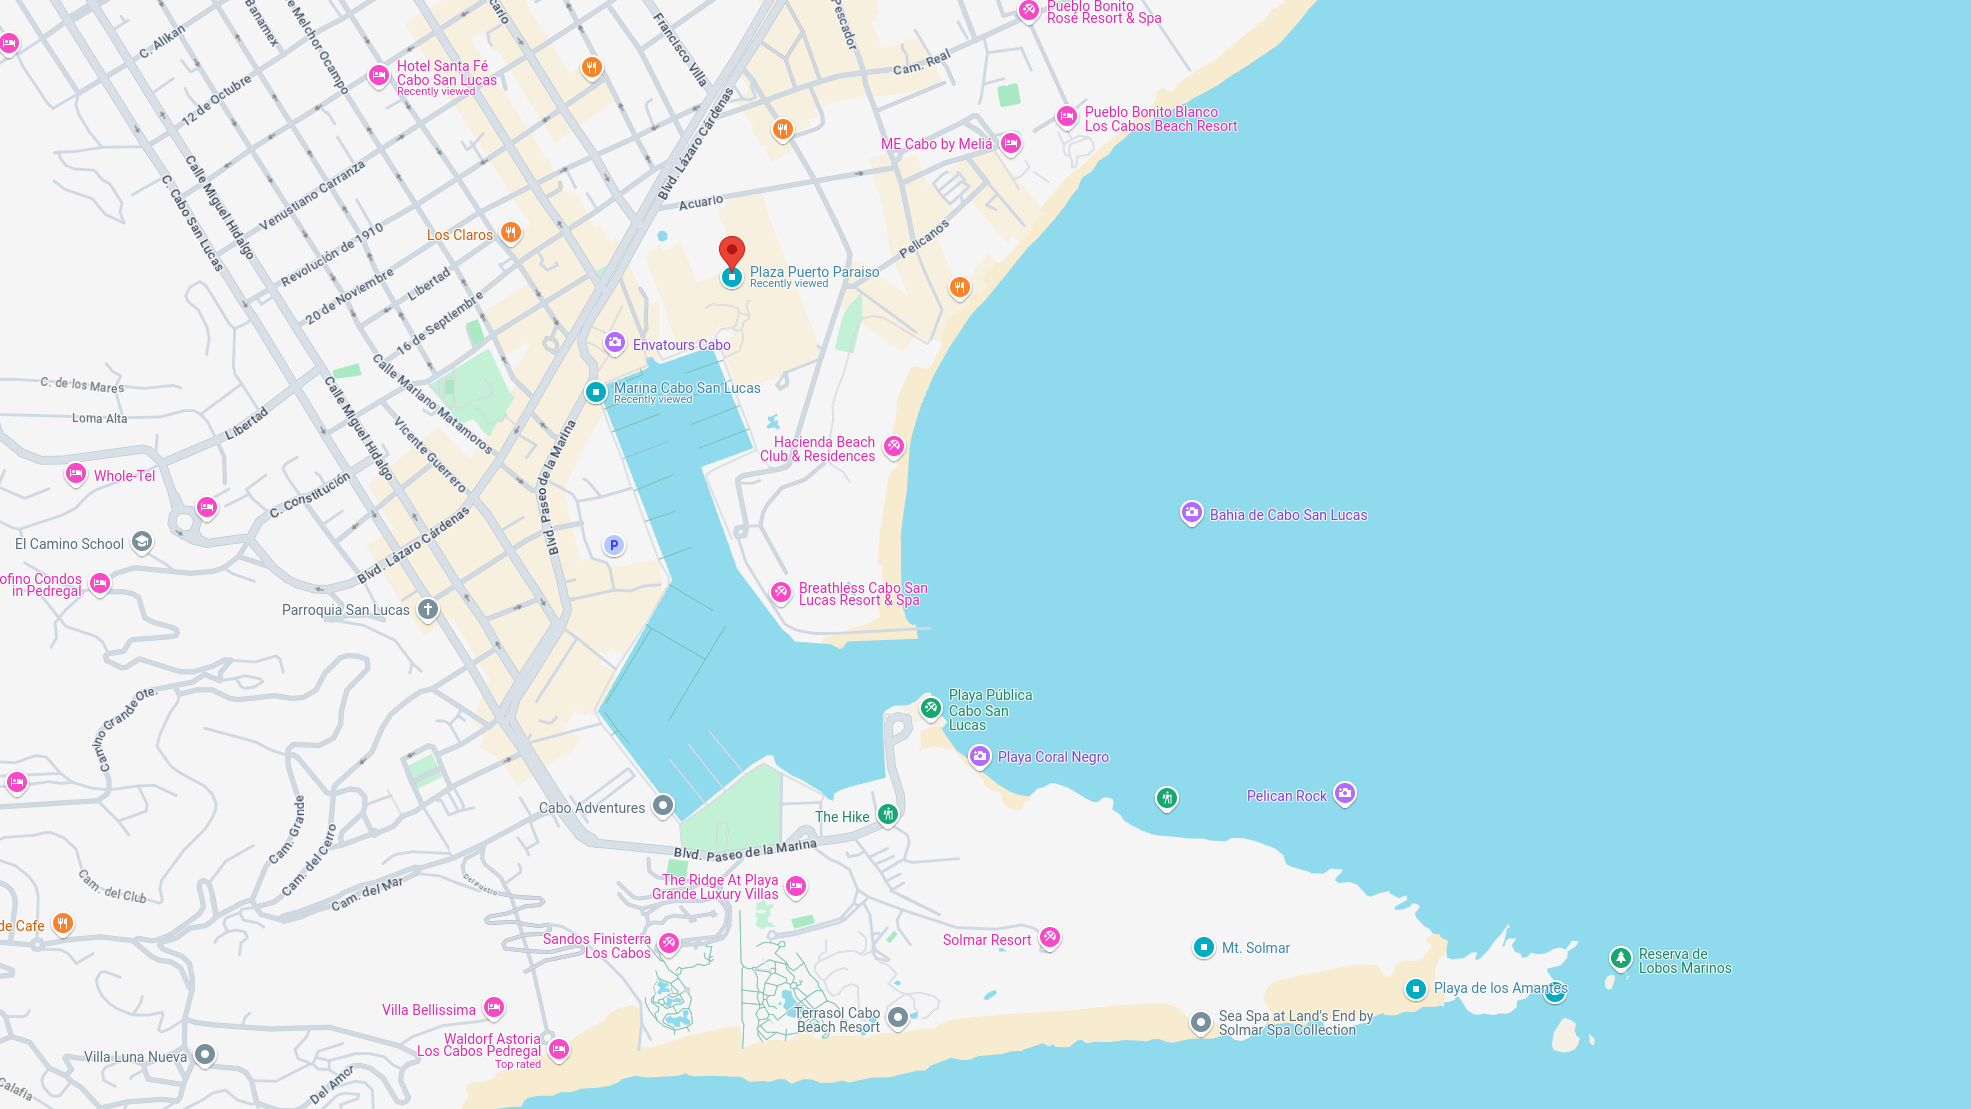 Pueblo Bonito
Rosé Resort & Spa
C. Alikan
Banamex
Melchor Ocampo
Francisco Villa
Pescador
Hotel Santa Fé
Cabo San Lucas
Recently viewed
Cam. Real
12 de Octubre
Blvd. Lázaro Cárdenas
Pueblo Bonito Blanco
Los Cabos Beach Resort
ME Cabo by Meliá
Calle Miguel Hidalgo
C. Cabo San Lucas
Venustiano Carranza
Acuario
Los Claros
Revolución de 1910
Pelicanos
Plaza Puerto Paraiso
Recently viewed
20 de Noviembre
Libertad
16 de Septiembre
Envatours Cabo
Calle Mariano Matamoros
Calle Miguel Hidalgo
C. de los Mares
Loma Alta
Libertad
Marina Cabo San Lucas
Recently viewed
Vicente Guerrero
Blvd. Paseo de la Marina
Hacienda Beach
Club & Residences
Whole-Tel
C. Constitución
Blvd. Lázaro Cárdenas
Bahía de Cabo San Lucas
El Camino School
P
ofino Condos
in Pedregal
Breathless Cabo San
Lucas Resort & Spa
Parroquia San Lucas
Camino Grande Ote.
Playa Pública
Cabo San
Lucas
Playa Coral Negro
Pelican Rock
Cabo Adventures
The Hike
Cam. Grande
Cam. del Cerro
Blvd. Paseo de la Marina
Cam. del Club
Cam. del Mar
Del Pueblo
The Ridge At Playa
Grande Luxury Villas
de Cafe
Sandos Finisterra
Los Cabos
Solmar Resort
Mt. Solmar
Reserva de
Lobos Marinos
Playa de los Amantes
Villa Bellissima
Terrasol Cabo
Beach Resort
Sea Spa at Land's End by
Solmar Spa Collection
Waldorf Astoria
Los Cabos Pedregal
Top rated
Villa Luna Nueva
Del Amor
Calafia